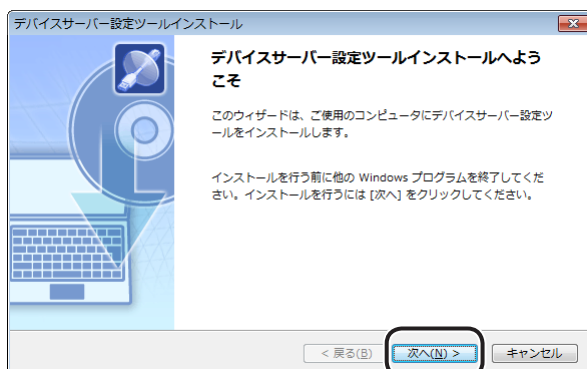 デバイスサーバー設定ツールインストール
デバイスサーバー設定ツールインストールへよう
こそ
このウィザードは、ご使用のコンピュータにデバイスサーバー設定ツ
ールをインストールします。
インストールを行う前に他の Windows プログラムを終了してくだ
さい。インストールを行うには [次へ] をクリックしてください。
< 戻る(B) 次へ(N) > キャンセル